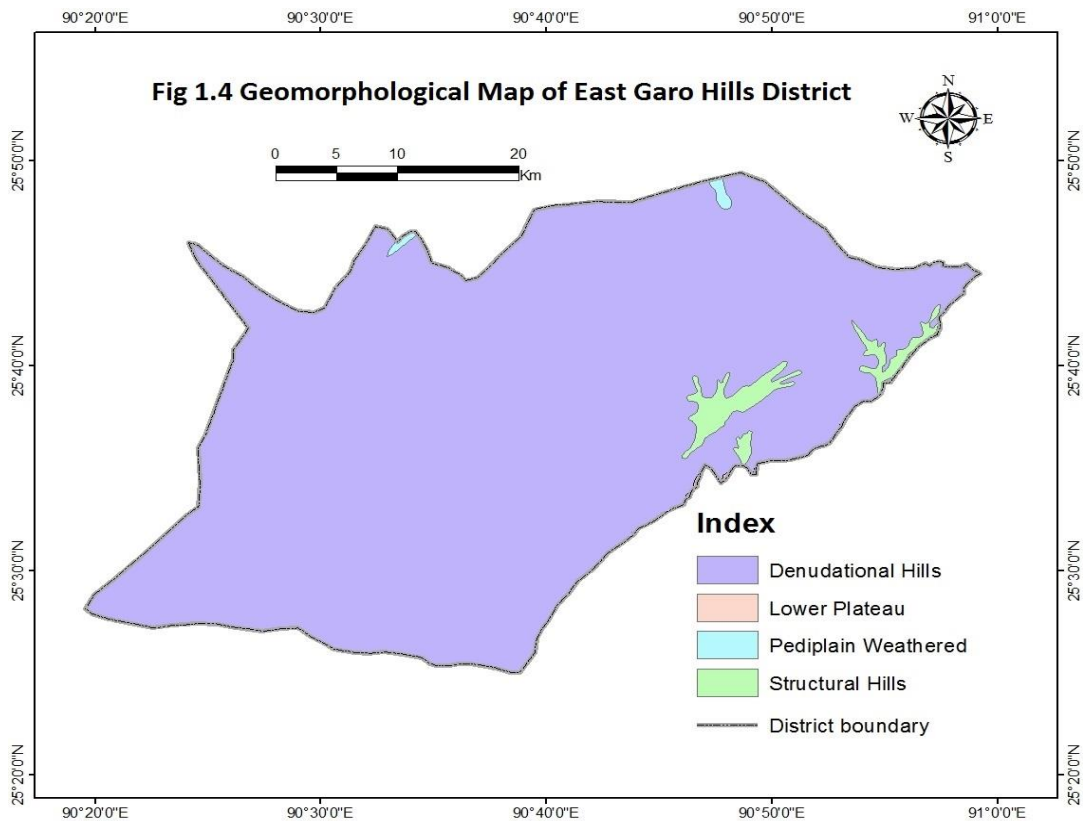 90°20'0"E 90°30'0"E 90°40'0"E 90°50'0"E 91°0'0"E
Fig 1.4 Geomorphological Map of East Garo Hills District
N
W E
S
0 5 10 20
Km
25°50'0"N 25°50'0"N
25°40'0"N 25°40'0"N
25°30'0"N 25°30'0"N
25°20'0"N 25°20'0"N
Index
Denudational Hills
Lower Plateau
Pediplain Weathered
Structural Hills
District boundary
90°20'0"E 90°30'0"E 90°40'0"E 90°50'0"E 91°0'0"E